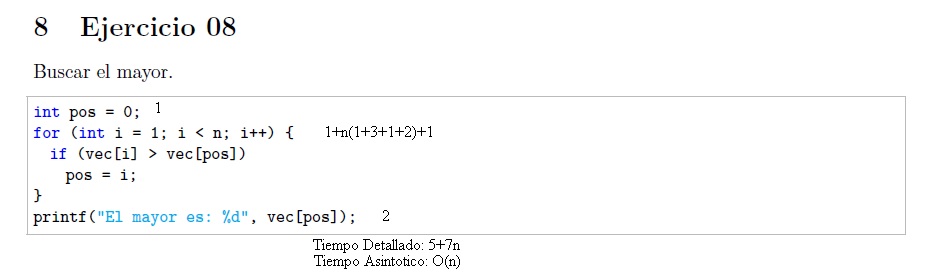 8 Ejercicio 08
Buscar el mayor.
int pos = 0; 1
for (int i = 1; i < n; i++) { 1+n(1+3+1+2)+1
if (vec[i] > vec[pos])
pos = i;
}
printf("El mayor es: %d", vec[pos]); 2
Tiempo Detallado: 5+7n
Tiempo Asintotico: O(n)